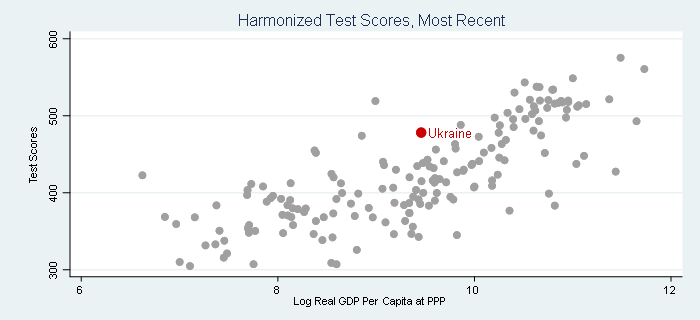 Harmonized Test Scores, Most Recent
600
500
400
300
Test Scores
Ukraine
6
8
10
12
Log Real GDP Per Capita at PPP